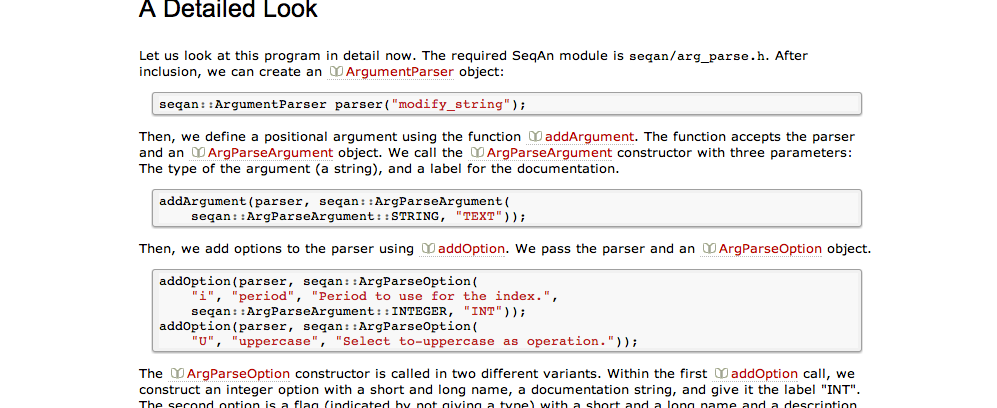 A Detailed Look
Let us look at this program in detail now. The required SeqAn module is seqan/arg_parse.h. After
inclusion, we can create an ArgumentParser object:
seqan::ArgumentParser parser("modify_string");
Then, we define a positional argument using the function addArgument. The function accepts the parser
and an ArgParseArgument object. We call the ArgParseArgument constructor with three parameters:
The type of the argument (a string), and a label for the documentation.
addArgument(parser, seqan::ArgParseArgument(
    seqan::ArgParseArgument::STRING, "TEXT"));
Then, we add options to the parser using addOption. We pass the parser and an ArgParseOption object.
addOption(parser, seqan::ArgParseOption(
    "i", "period", "Period to use for the index.",
    seqan::ArgParseArgument::INTEGER, "INT"));
addOption(parser, seqan::ArgParseOption(
    "U", "uppercase", "Select to-uppercase as operation."));
The ArgParseOption constructor is called in two different variants. Within the first addOption call, we
construct an integer option with a short and long name, a documentation string, and give it the label "INT".
The second option is a flag (indicated by not giving a type) with a short and a long name and a description.